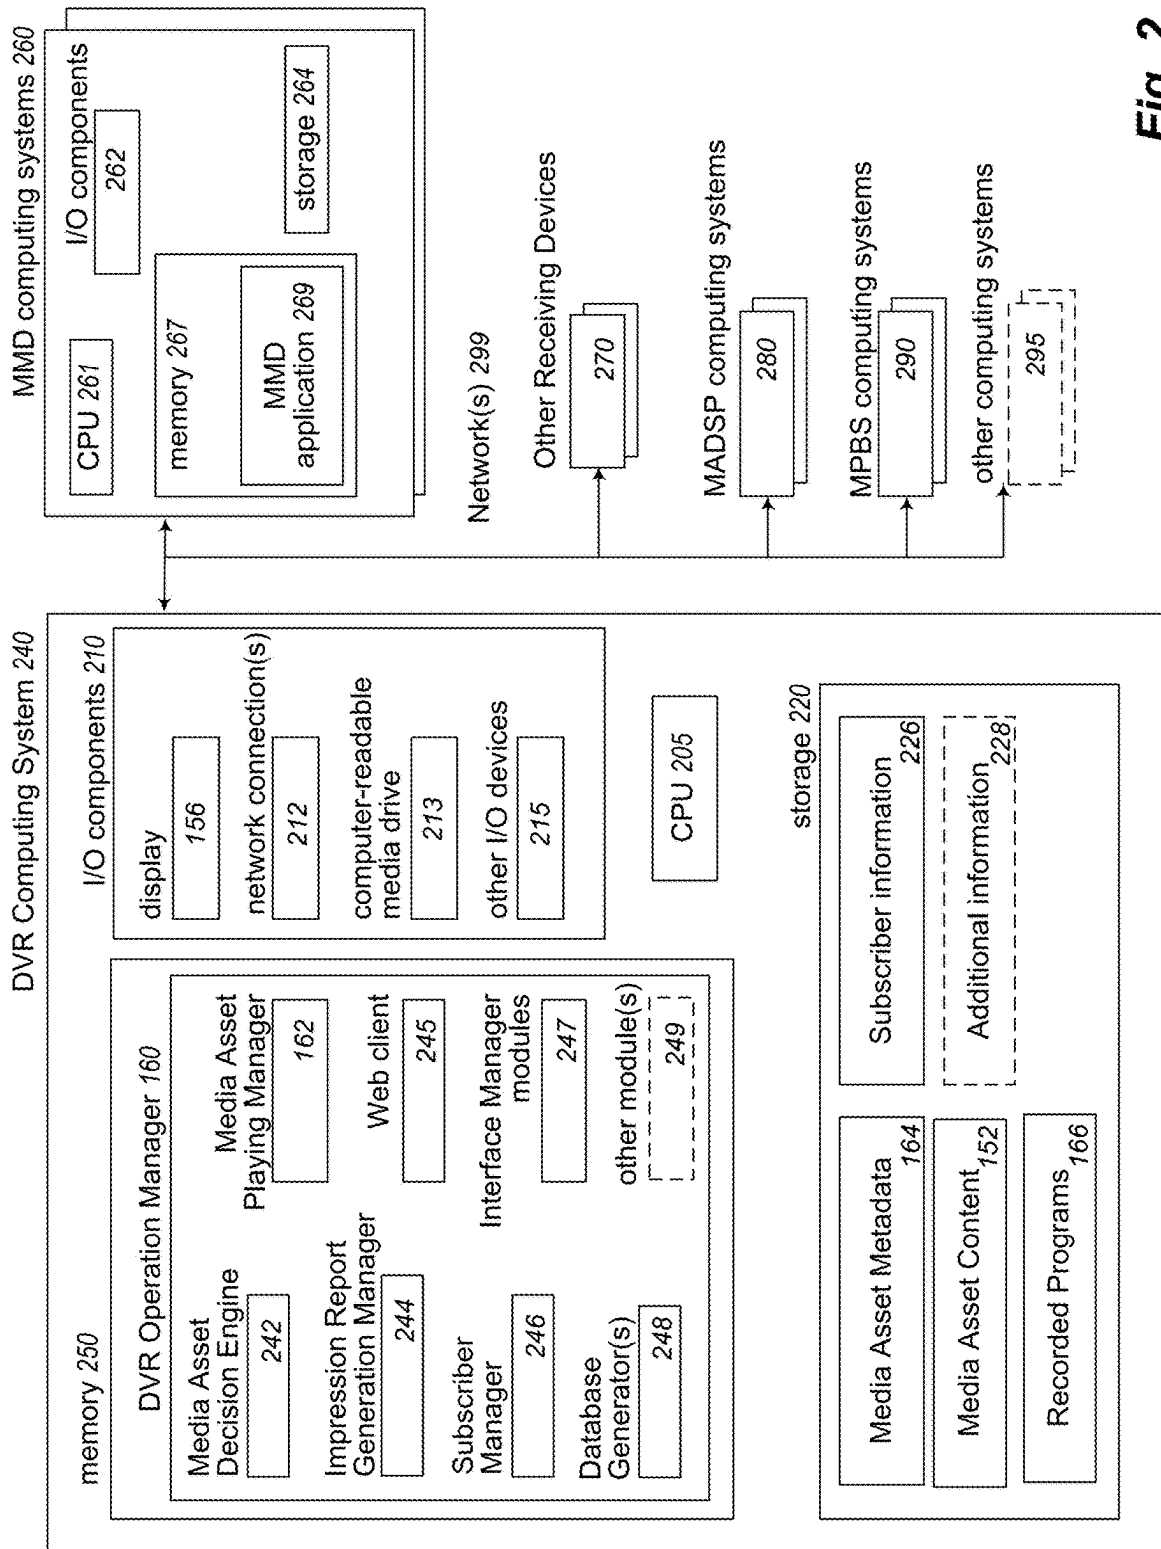 DVR Computing System 240
memory 250
DVR Operation Manager 160
Media Asset
Decision Engine
242
Impression Report
Generation Manager
244
Subscriber
Manager
246
Database
Generator(s)
248
Media Asset
Playing Manager
162
Web client
245
Interface Manager
modules
247
other module(s)
249
I/O components 210
display
156
network connection(s)
212
computer-readable
media drive
213
other I/O devices
215
CPU 205
storage 220
Media Asset Metadata
164
Media Asset Content
152
Recorded Programs
166
Subscriber information
226
Additional information
228
MMD computing systems 260
CPU 261
I/O components
262
memory 267
MMD
application 269
storage 264
Network(s) 299
Other Receiving Devices
270
MADSP computing systems
280
MPBS computing systems
290
other computing systems
295
Fig. 2